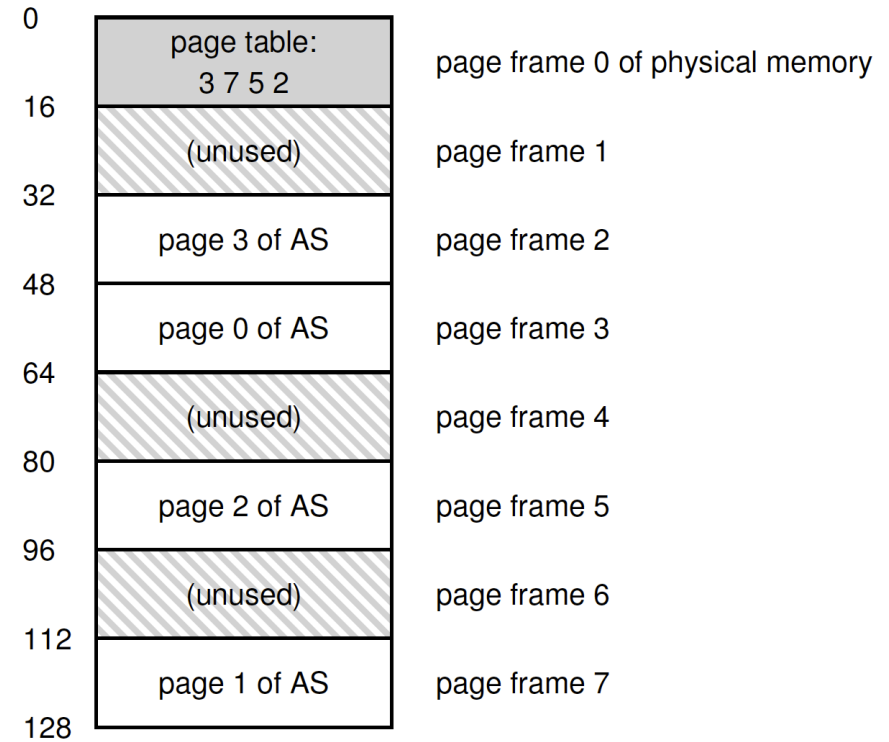 0
page table:
3 7 5 2
page frame 0 of physical memory
16
(unused)
page frame 1
32
page 3 of AS
page frame 2
48
page 0 of AS
page frame 3
64
(unused)
page frame 4
80
page 2 of AS
page frame 5
96
(unused)
page frame 6
112
page 1 of AS
page frame 7
128